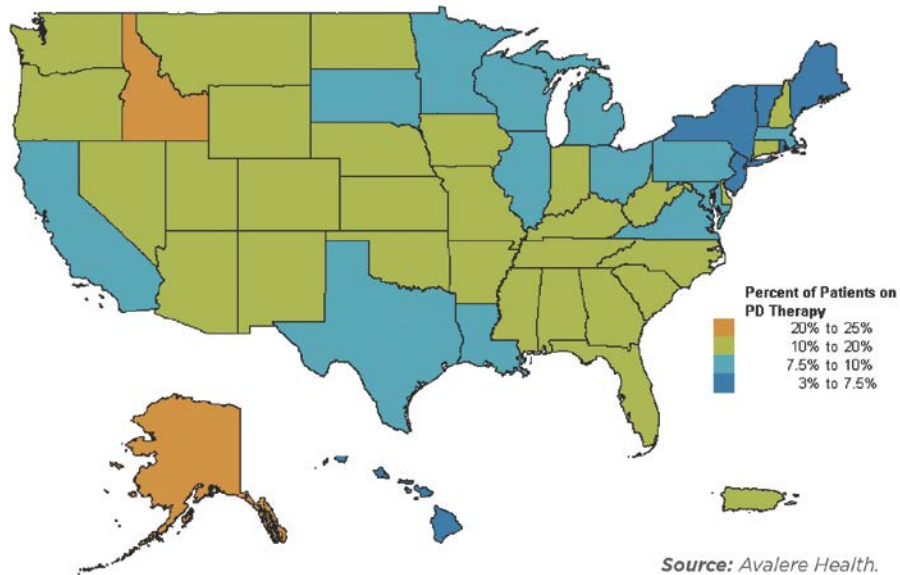 Percent of Patients on
PD Therapy
20% to 25%
10% to 20%
7.5% to 10%
3% to 7.5%
Source: Avalere Health.